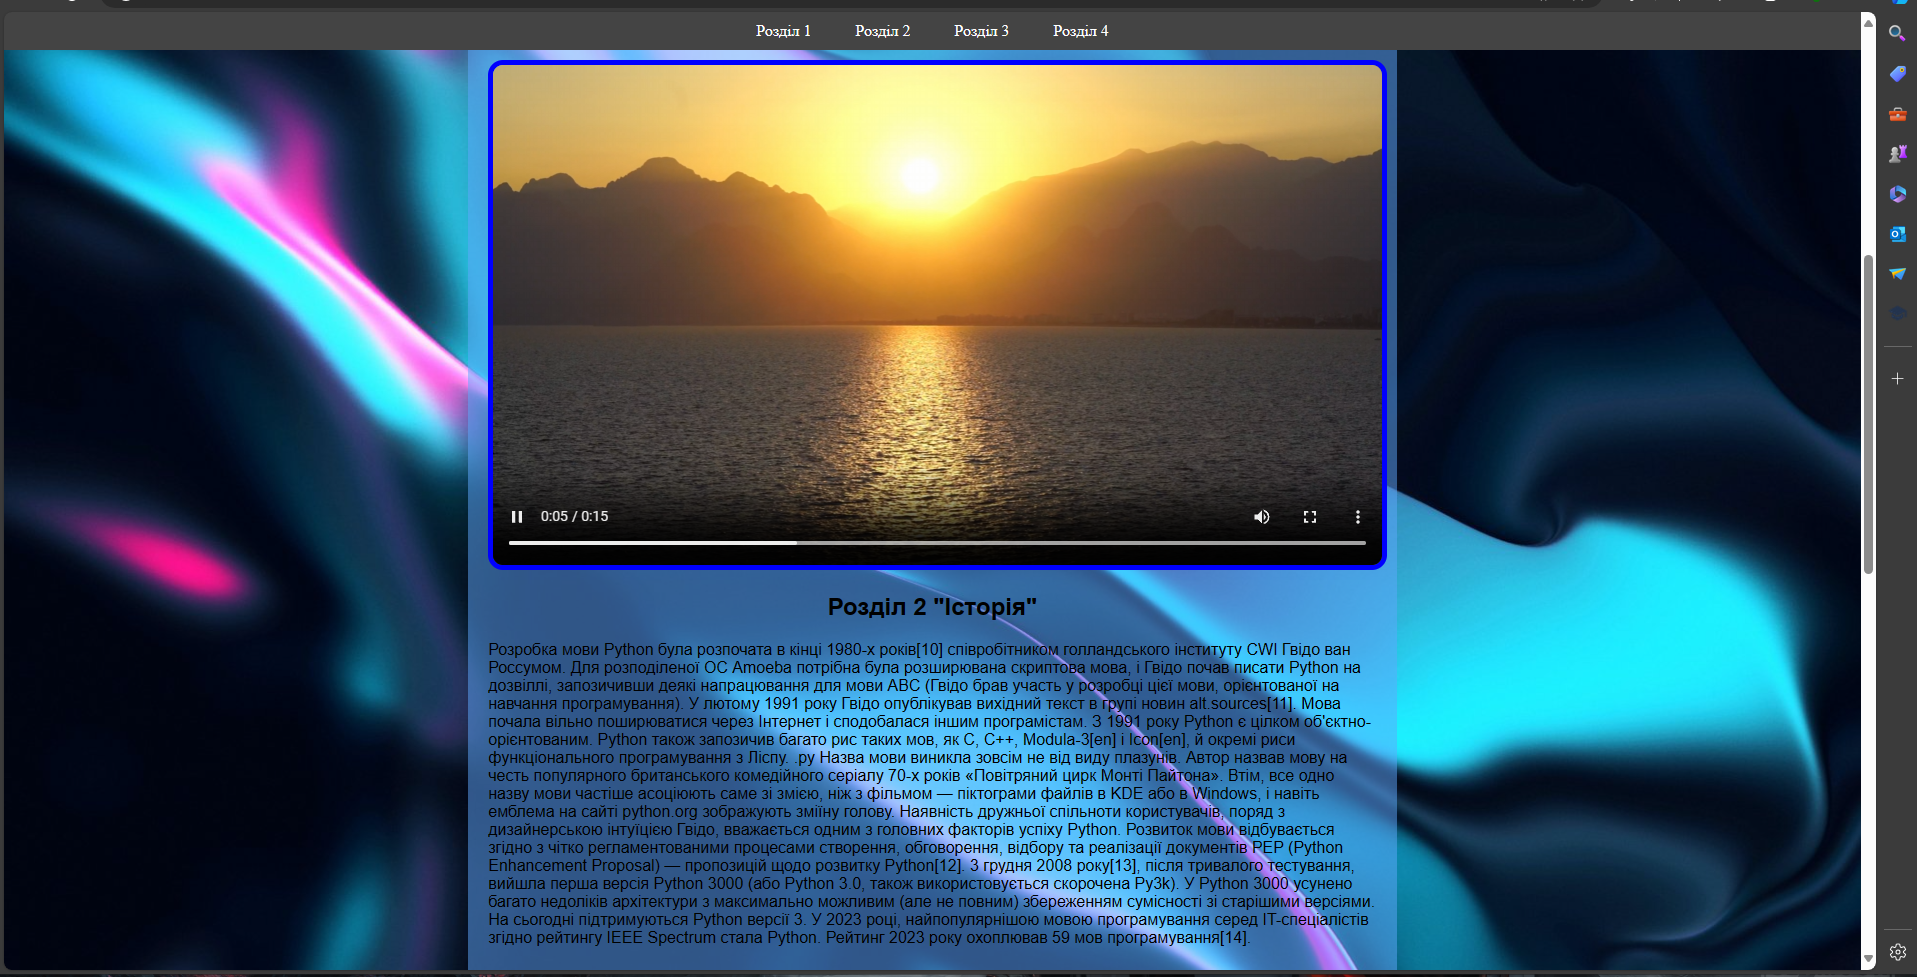 Розділ 1 Розділ 2 Розділ 3 Розділ 4
0:05 / 0:15
Розділ 2 "Історія"
Розробка мови Python була розпочата в кінці 1980-х років[10] співробітником голландського інституту CWI Гвідо ван
Россумом. Для розподіленої ОС Amoeba потрібна була розширювана скриптова мова, і Гвідо почав писати Python на
дозвіллі, запозичивши деякі напрацювання для мови ABC (Гвідо брав участь у розробці цієї мови, орієнтованої на
навчання програмування). У лютому 1991 року Гвідо опублікував вихідний текст в групі новин alt.sources[11]. Мова
почала вільно поширюватися через Інтернет і сподобалася іншим програмістам. З 1991 року Python є цілком об'єктно-
орієнтованим. Python також запозичив багато рис таких мов, як C, C++, Modula-3[en] і Icon[en], й окремі риси
функціонального програмування з Ліспу. .py Назва мови виникла зовсім не від виду плазунів. Автор назвав мову на
честь популярного британського комедійного серіалу 70-х років «Повітряний цирк Монті Пайтона». Втім, все одно
назву мови частіше асоціюють саме зі змією, ніж з фільмом — піктограми файлів в KDE або в Windows, і навіть
емблема на сайті python.org зображують зміїну голову. Наявність дружньої спільноти користувачів, поряд з
дизайнерською інтуїцією Гвідо, вважається одним з головних факторів успіху Python. Розвиток мови відбувається
згідно з чітко регламентованими процесами створення, обговорення, відбору та реалізації документів PEP (Python
Enhancement Proposal) — пропозицій щодо розвитку Python[12]. 3 грудня 2008 року[13], після тривалого тестування,
вийшла перша версія Python 3000 (або Python 3.0, також використовується скорочена Py3k). У Python 3000 усунено
багато недоліків архітектури з максимально можливим (але не повним) збереженням сумісності зі старішими версіями.
На сьогодні підтримуються Python версії 3. У 2023 році, найпопулярнішою мовою програмування серед ІТ-спеціалістів
згідно рейтингу IEEE Spectrum стала Python. Рейтинг 2023 року охоплював 59 мов програмування[14].